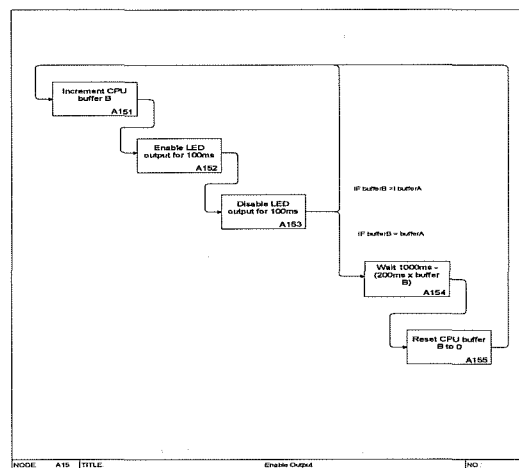 Increment CPU
buffer B
A151
Enable LED
output for 100ms
A152
Disable LED
output for 100ms
A153
IF bufferB >! bufferA
IF bufferB = bufferA
Wait 1000ms -
(200ms x buffer
B)
A154
Reset CPU buffer
B to 0
A155
NODE A15 TITLE Enable Output NO